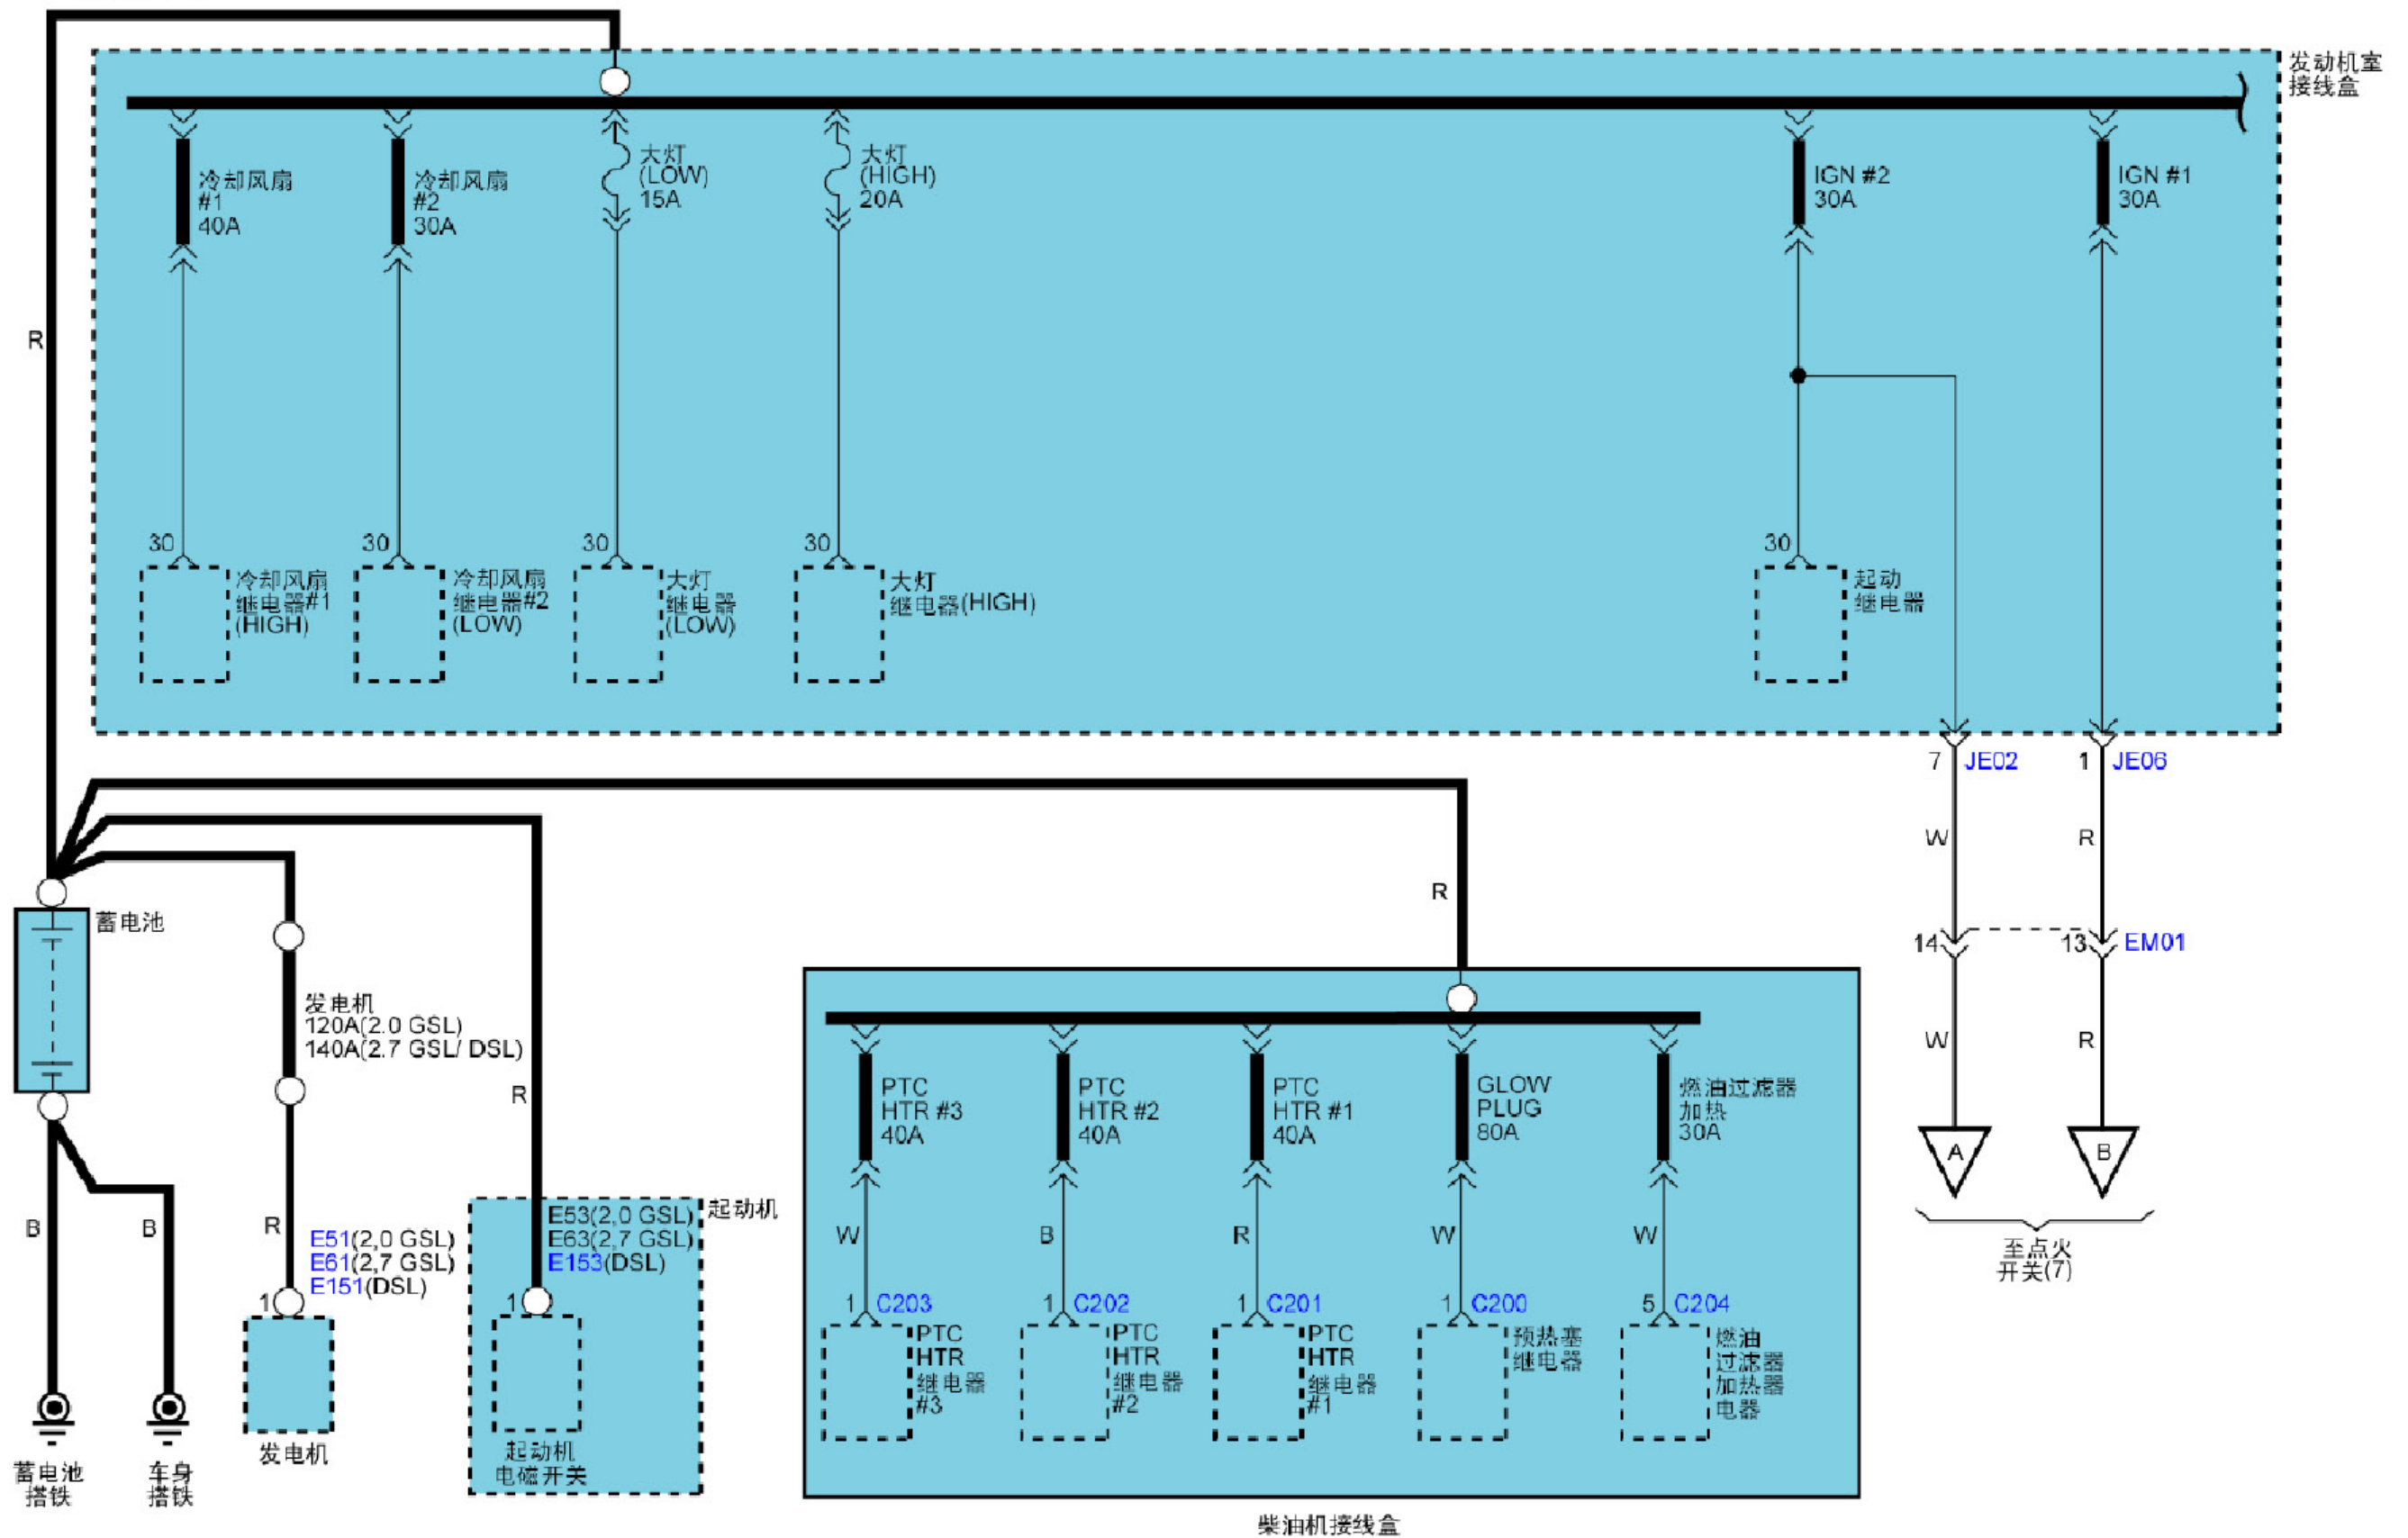 发动机室
接线盒
冷却风扇
#1
40A
冷却风扇
#2
30A
大灯
(LOW)
15A
大灯
(HIGH)
20A
IGN #2
30A
IGN #1
30A
R
30
冷却风扇
继电器#1
(HIGH)
30
冷却风扇
继电器#2
(LOW)
30
大灯
继电器
(LOW)
30
大灯
继电器(HIGH)
30
起动
继电器
7 JE02
1 JE06
W
R
14
13 EM01
W
R
A
B
至点火
开关(7)
蓄电池
B
B
蓄电池
搭铁
车身
搭铁
发电机
120A(2.0 GSL)
140A(2.7 GSL/ DSL)
R
E51(2,0 GSL)
E61(2,7 GSL)
E151(DSL)
1
发电机
R
起动机
E53(2,0 GSL)
E63(2,7 GSL)
E153(DSL)
1
起动机
电磁开关
R
PTC
HTR #3
40A
PTC
HTR #2
40A
PTC
HTR #1
40A
GLOW
PLUG
80A
燃油过滤器
加热
30A
W
B
R
W
W
1 C203
1 C202
1 C201
1 C200
5 C204
PTC
HTR
继电器
#3
PTC
HTR
继电器
#2
PTC
HTR
继电器
#1
预热塞
继电器
燃油
过滤器
加热器
电器
柴油机接线盒